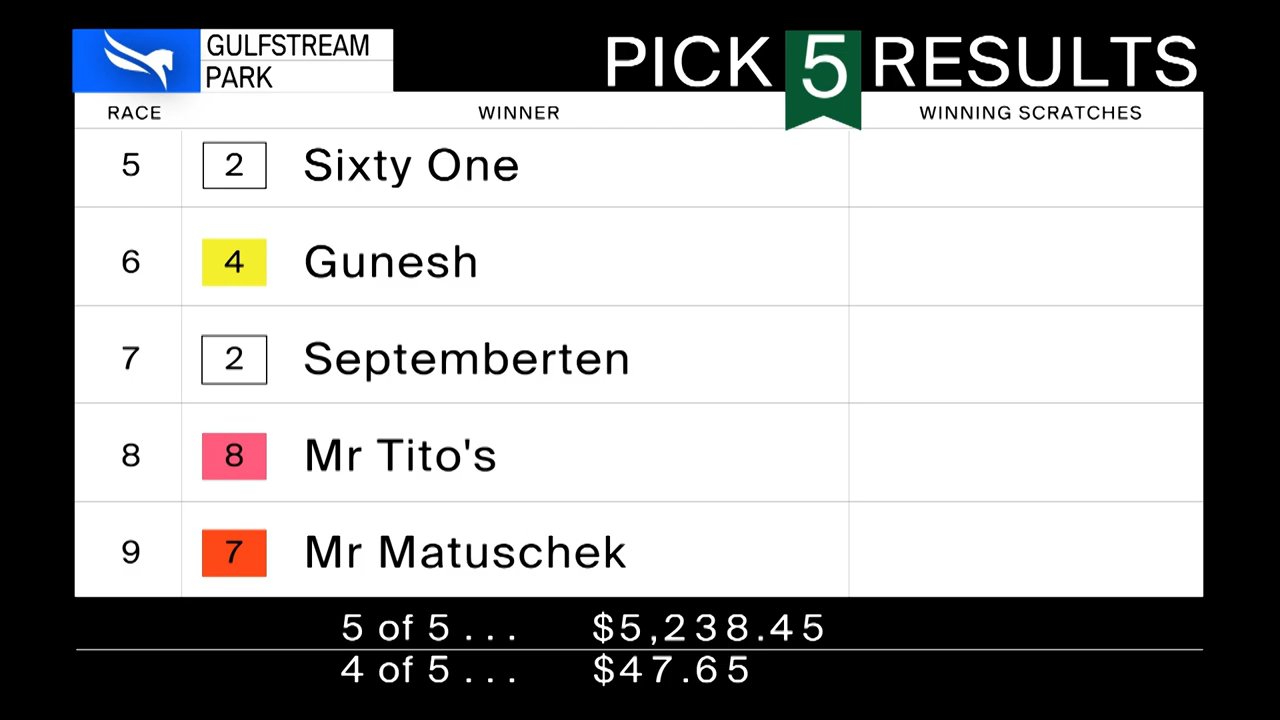 GULFSTREAM
PARK
PICK 5 RESULTS
RACE WINNER WINNING SCRATCHES
5 2 Sixty One
6 4 Gunesh
7 2 Septemberten
8 8 Mr Tito's
9 7 Mr Matuschek
5 of 5 . . . $5,238.45
4 of 5 . . . $47.65